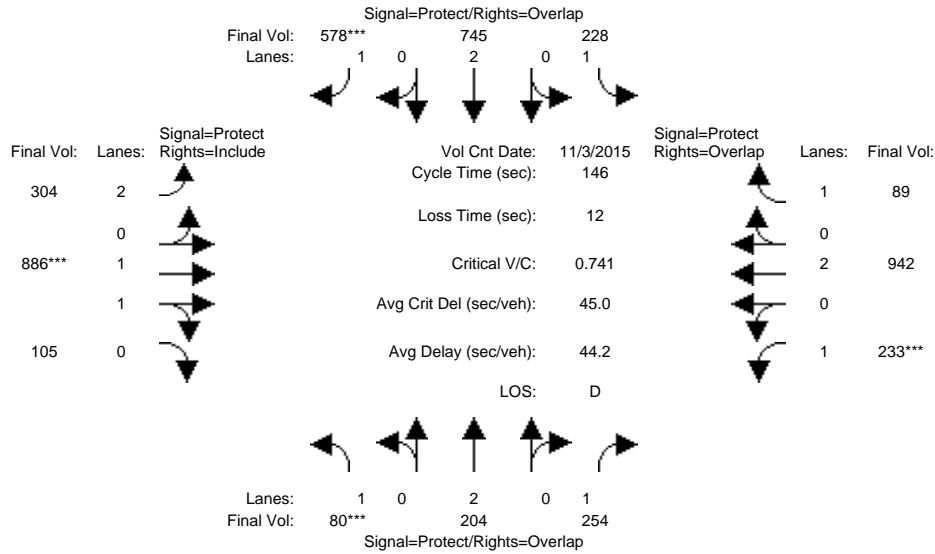 Signal=Protect/Rights=Overlap
Final Vol: 578*** 745 228
Lanes: 1 0 2 0 1
Signal=Protect
Final Vol: Lanes: Rights=Include
Vol Cnt Date: 11/3/2015
Signal=Protect
Rights=Overlap Lanes: Final Vol:
Cycle Time (sec): 146
304 2
1 89
Loss Time (sec): 12
0
0
886*** 1
Critical V/C: 0.741
2 942
1
Avg Crit Del (sec/veh): 45.0
0
105 0
Avg Delay (sec/veh): 44.2
1 233***
LOS: D
Lanes: 1 0 2 0 1
Final Vol: 80*** 204 254
Signal=Protect/Rights=Overlap